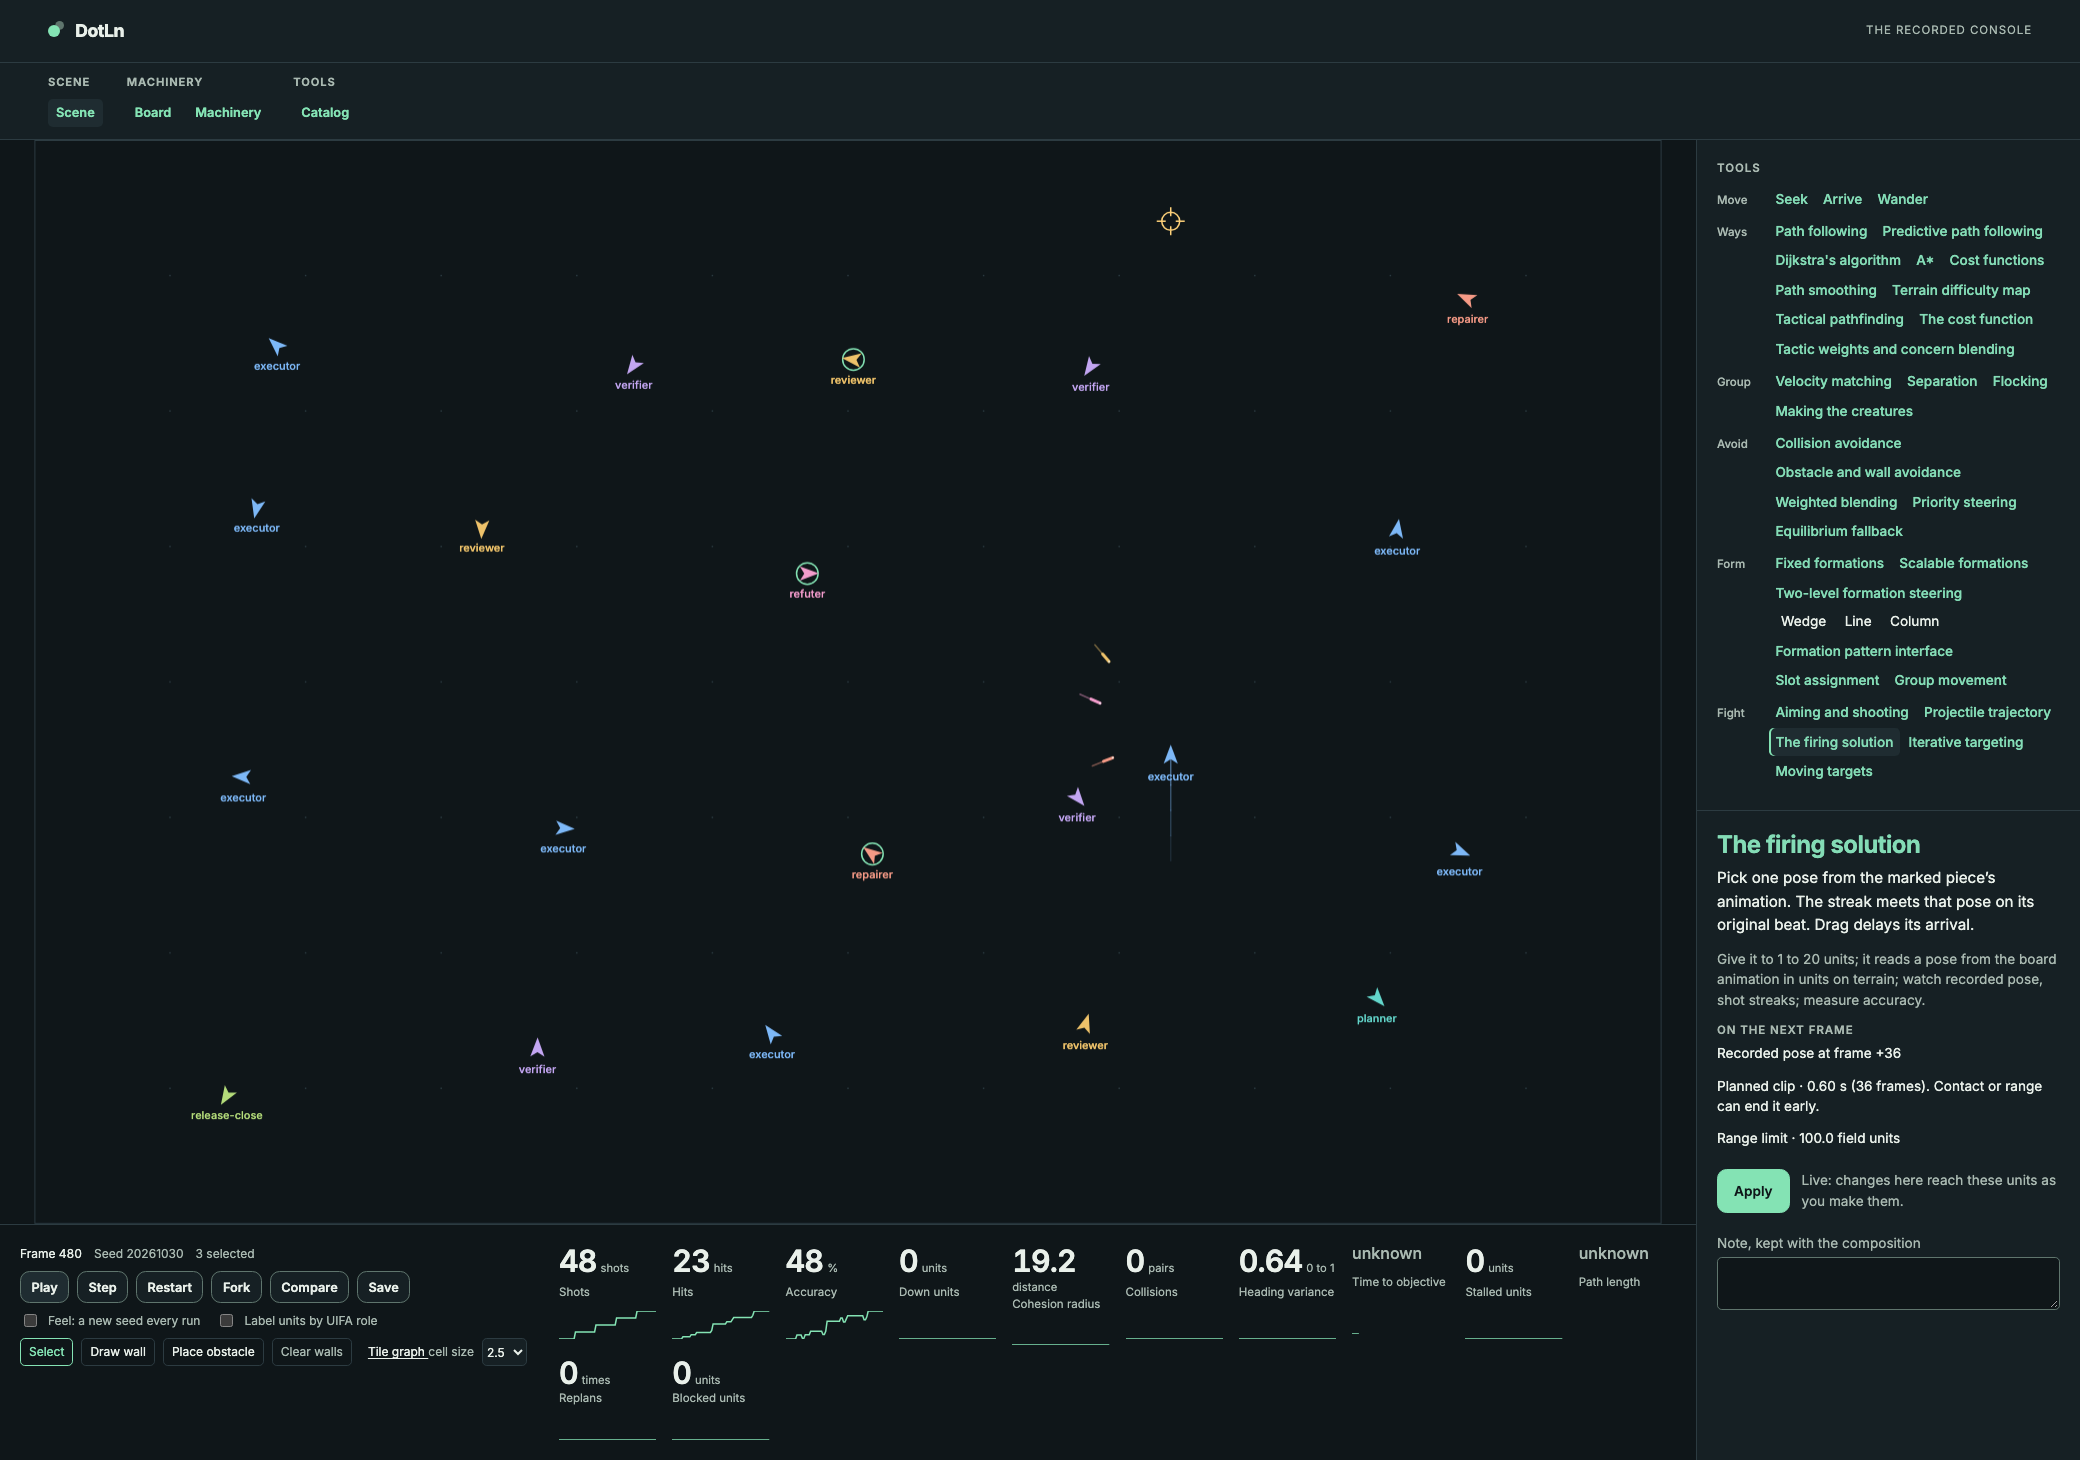 DotLn
THE RECORDED CONSOLE
SCENE MACHINERY TOOLS
Scene Board Machinery Catalog
repairer
executor
verifier
reviewer
verifier
executor
reviewer
executor
refuter
executor
executor
verifier
executor
repairer
executor
planner
verifier
executor
reviewer
release-close
TOOLS
Move Seek Arrive Wander
Ways Path following Predictive path following
Dijkstra's algorithm A* Cost functions
Path smoothing Terrain difficulty map
Tactical pathfinding The cost function
Tactic weights and concern blending
Group Velocity matching Separation Flocking
Making the creatures
Avoid Collision avoidance
Obstacle and wall avoidance
Weighted blending Priority steering
Equilibrium fallback
Form Fixed formations Scalable formations
Two-level formation steering
Wedge Line Column
Formation pattern interface
Slot assignment Group movement
Fight Aiming and shooting Projectile trajectory
The firing solution Iterative targeting
Moving targets
The firing solution
Pick one pose from the marked piece's
animation. The streak meets that pose on its
original beat. Drag delays its arrival.
Give it to 1 to 20 units; it reads a pose from the board
animation in units on terrain; watch recorded pose,
shot streaks; measure accuracy.
ON THE NEXT FRAME
Recorded pose at frame +36
Planned clip · 0.60 s (36 frames). Contact or range
can end it early.
Range limit · 100.0 field units
Apply
Live: changes here reach these units as
you make them.
Note, kept with the composition
Frame 480 Seed 20261030 3 selected
Play Step Restart Fork Compare Save
Feel: a new seed every run Label units by UIFA role
Select Draw wall Place obstacle Clear walls Tile graph cell size 2.5
48 shots
Shots
23 hits
Hits
48 %
Accuracy
0 units
Down units
19.2
distance
Cohesion radius
0 pairs
Collisions
0.64 0 to 1
Heading variance
unknown
Time to objective
0 units
Stalled units
unknown
Path length
0 times
Replans
0 units
Blocked units